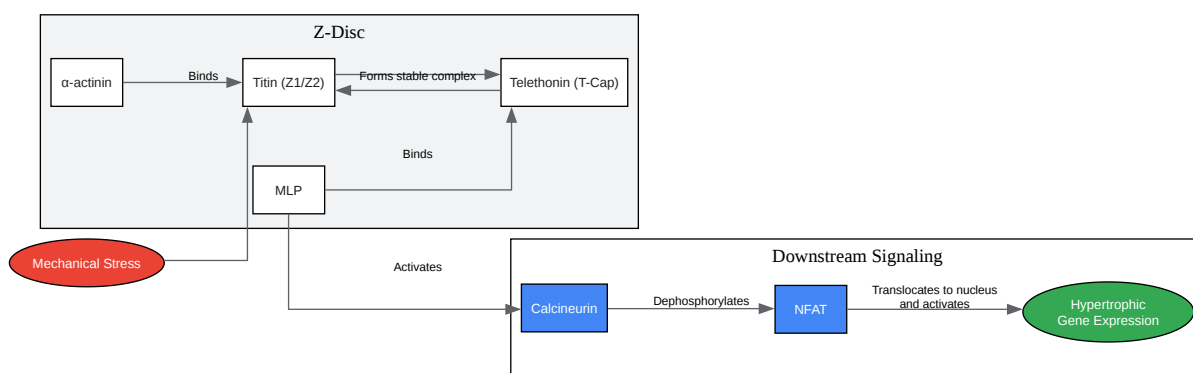 Z-Disc
α-actinin
Binds
Titin (Z1/Z2)
Forms stable complex
Telethonin (T-Cap)
Binds
MLP
Mechanical Stress
Activates
Downstream Signaling
Calcineurin
Dephosphorylates
NFAT
Translocates to nucleus
and activates
Hypertrophic
Gene Expression